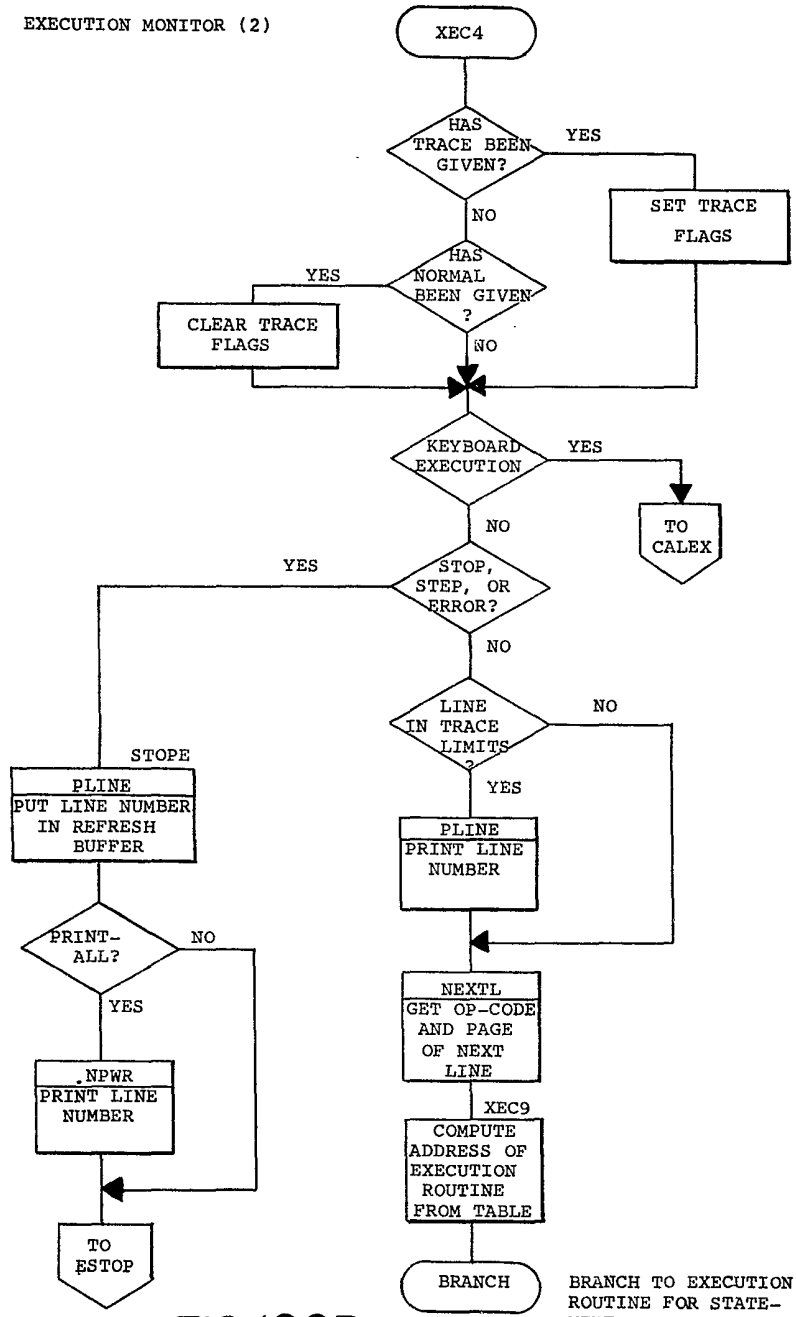 EXECUTION MONITOR (2)
XEC4
HAS
TRACE BEEN
GIVEN?
YES
NO
SET TRACE
FLAGS
HAS
NORMAL
BEEN GIVEN
?
YES
NO
CLEAR TRACE
FLAGS
KEYBOARD
EXECUTION
YES
NO
TO
CALEX
STOP,
STEP, OR
ERROR?
YES
NO
LINE
IN TRACE
LIMITS
?
NO
YES
STOPE
PLINE
PUT LINE NUMBER
IN REFRESH
BUFFER
PLINE
PRINT LINE
NUMBER
PRINT-
ALL?
NO
YES
.NPWR
PRINT LINE
NUMBER
NEXTL
GET OP-CODE
AND PAGE
OF NEXT
LINE
XEC9
COMPUTE
ADDRESS OF
EXECUTION
ROUTINE
FROM TABLE
TO
ESTOP
BRANCH
BRANCH TO EXECUTION
ROUTINE FOR STATE-